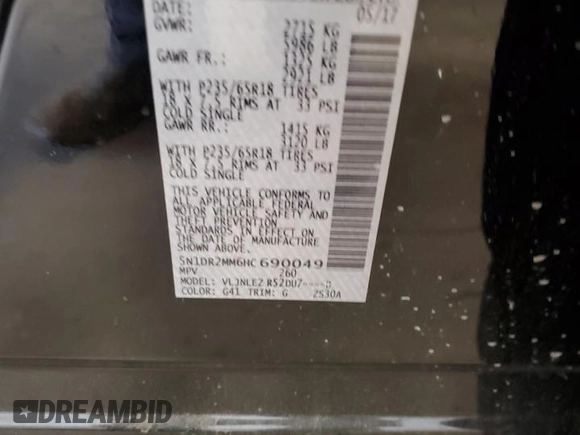 DATE: 05/17
GVWR: 2715 KG
5986 LB
GAWR FR.: 1325 KG
2921 LB
WITH P235/65R18 TIRES
18 X 7.5 RIMS AT 33 PSI
COLD SINGLE
GAWR RR.: 1415 KG
3120 LB
WITH P235/65R18 TIRES
18 X 7.5 RIMS AT 33 PSI
COLD SINGLE
THIS VEHICLE CONFORMS TO
ALL APPLICABLE FEDERAL
MOTOR VEHICLE SAFETY AND
THEFT PREVENTION
STANDARDS IN EFFECT ON
THE DATE OF MANUFACTURE
SHOWN ABOVE.
5N1DR2MM6HC690049
MPV 260
MODEL: VLJNLEZ R52DU7----D
COLOR: G41 TRIM: G 2530A
DREAMBID